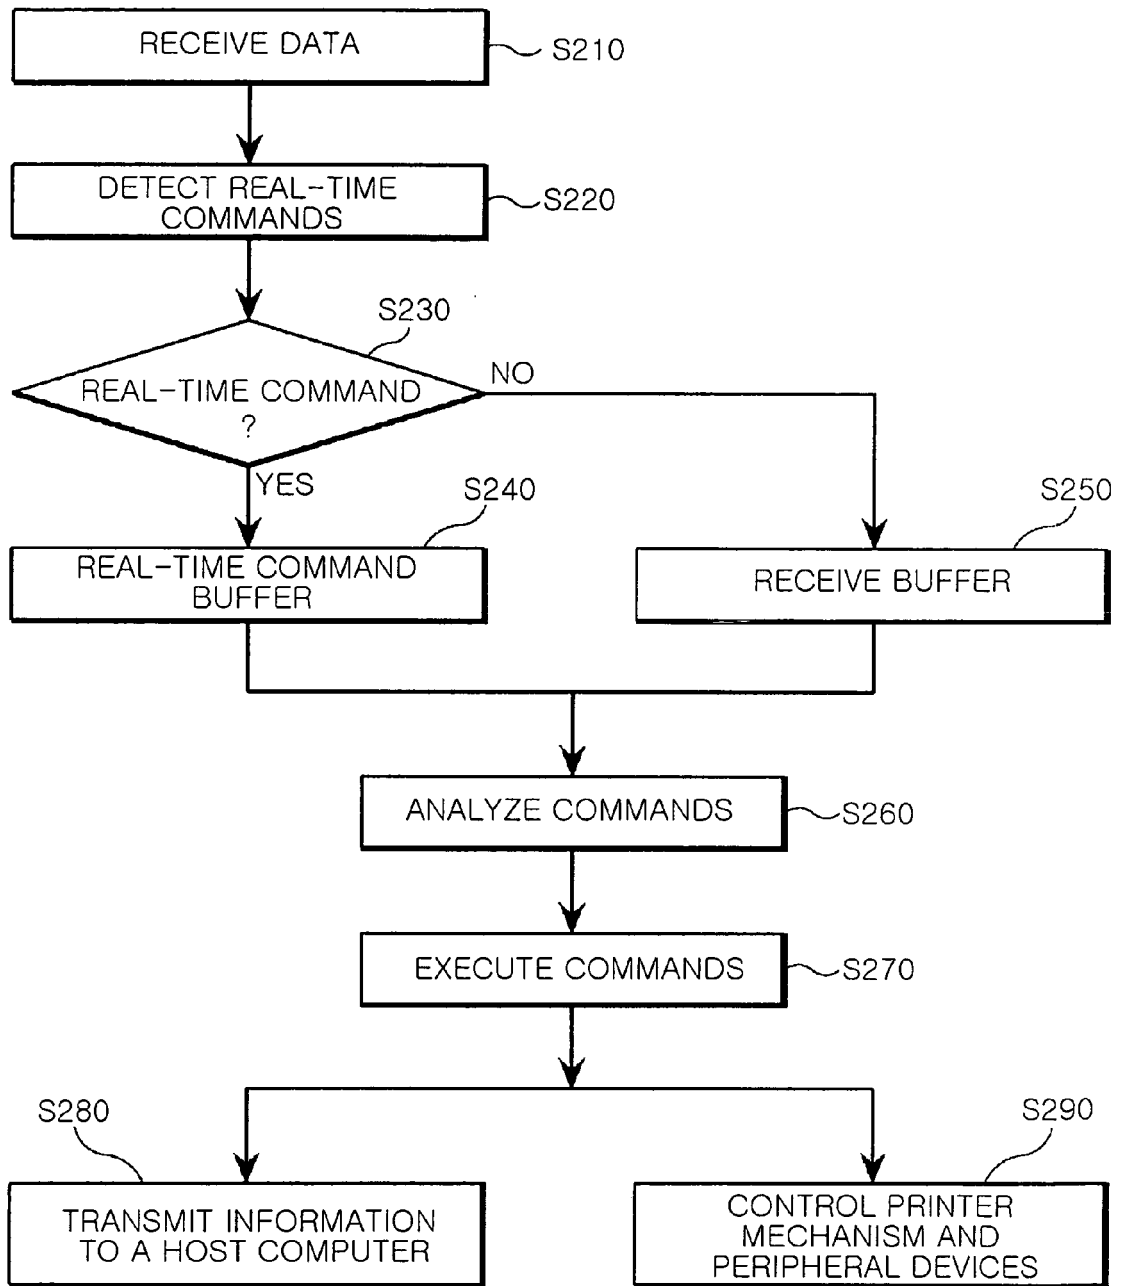 RECEIVE DATA
S210
DETECT REAL-TIME
COMMANDS
S220
S230
REAL-TIME COMMAND
?
NO
YES
S240
S250
REAL-TIME COMMAND
BUFFER
RECEIVE BUFFER
ANALYZE COMMANDS
S260
EXECUTE COMMANDS
S270
S280
S290
TRANSMIT INFORMATION
TO A HOST COMPUTER
CONTROL PRINTER
MECHANISM AND
PERIPHERAL DEVICES